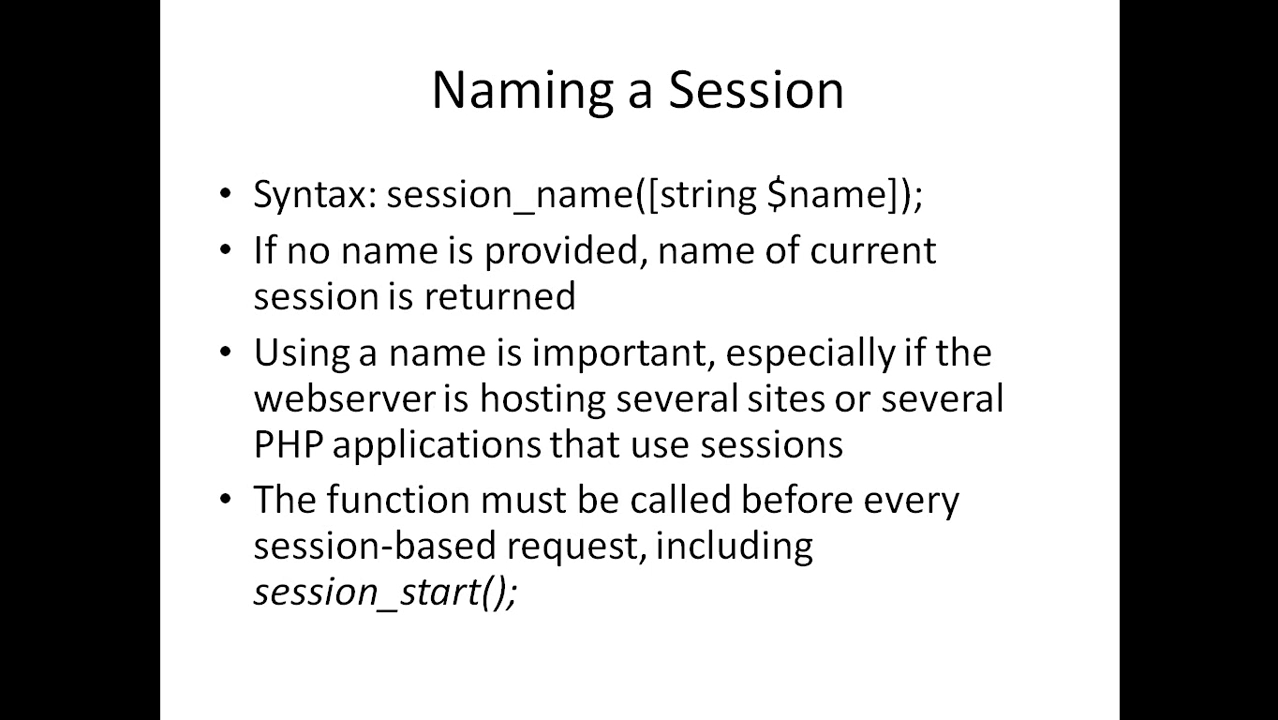 Naming a Session
• Syntax: session_name([string $name]);
• If no name is provided, name of current
session is returned
• Using a name is important, especially if the
webserver is hosting several sites or several
PHP applications that use sessions
• The function must be called before every
session-based request, including
session_start();